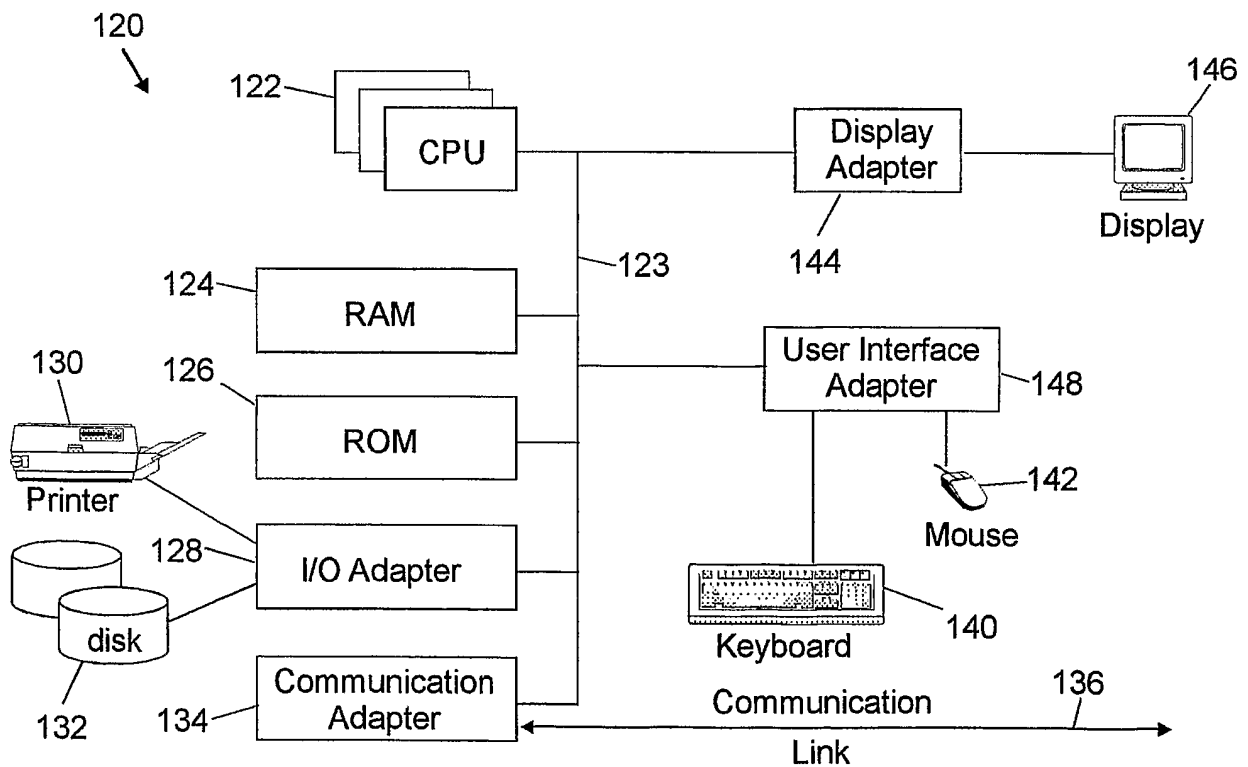 120
122
CPU
Display
Adapter
144
146
Display
123
124
RAM
User Interface
Adapter
148
130
126
ROM
Printer
142
Mouse
128
I/O Adapter
disk
132
140
Keyboard
134
Communication
Adapter
Communication
Link
136